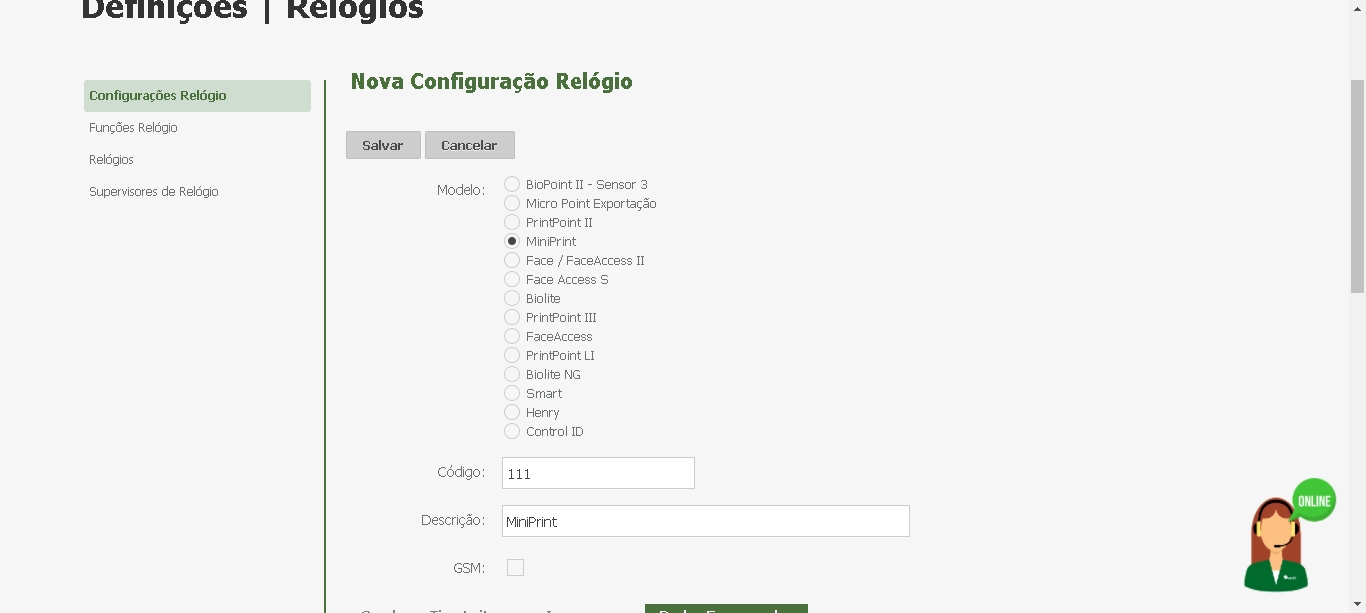 Definições | Relógios
Configurações Relógio
Funções Relógio
Relógios
Supervisores de Relógio
Nova Configuração Relógio
Salvar Cancelar
Modelo:
BioPoint II - Sensor 3
Micro Point Exportação
PrintPoint II
MiniPrint
Face / FaceAccess II
Face Access S
Biolite
PrintPoint III
FaceAccess
PrintPoint LI
Biolite NG
Smart
Henry
Control ID
Código: 111
Descrição: MiniPrint
GSM:
ONLINE